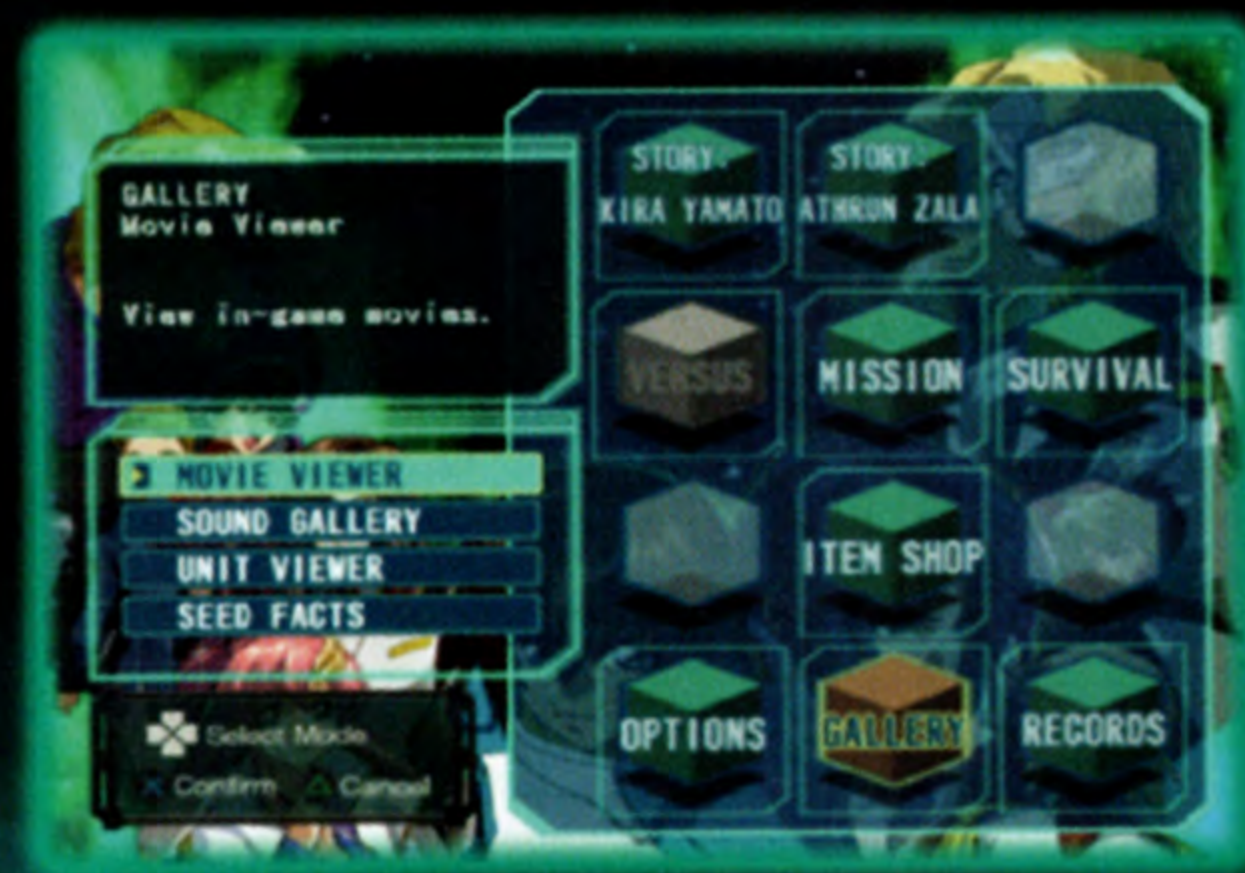 GALLERY
Movie Viewer
View in-game movies.
MOVIE VIEWER
SOUND GALLERY
UNIT VIEWER
SEED FACTS
Select Mode
Confirm Cancel
STORY:
KIRA YAMATO
STORY:
ATHRUN ZALA
VERSUS
MISSION
SURVIVAL
ITEM SHOP
OPTIONS
GALLERY
RECORDS